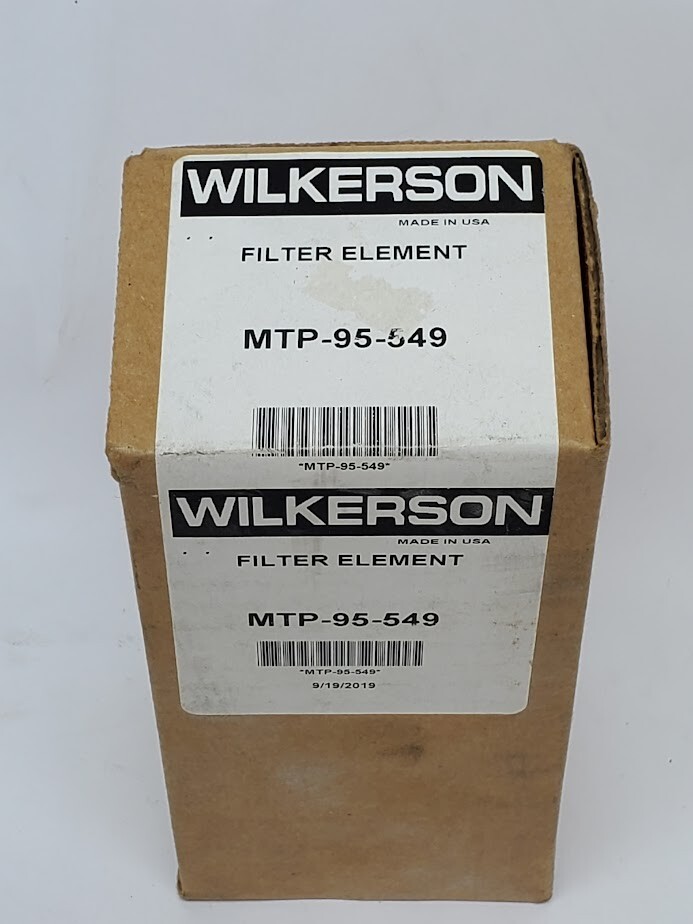 WILKERSON
MADE IN USA
FILTER ELEMENT
MTP-95-549
*MTP-95-549*
WILKERSON
MADE IN USA
FILTER ELEMENT
MTP-95-549
*MTP-95-549*
9/19/2019